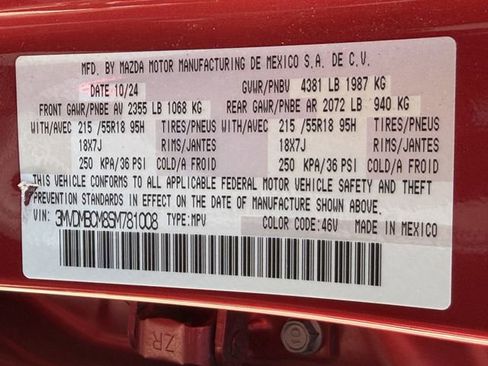 MFD. BY MAZDA MOTOR MANUFACTURING DE MEXICO S.A. DE C.V.
DATE 10/24 GVWR/PNBV 4381 LB 1987 KG
FRONT GAWR/PNBE AV 2355 LB 1068 KG REAR GAWR/PNBE AR 2072 LB 940 KG
WITH/AVEC 215 /55R18 95H TIRES/PNEUS WITH/AVEC 215 /55R18 95H TIRES/PNEUS
18X7J RIMS/JANTES 18X7J RIMS/JANTES
250 KPA/36 PSI COLD/A FROID 250 KPA/36 PSI COLD/A FROID
THIS VEHICLE CONFORMS TO ALL APPLICABLE FEDERAL MOTOR VEHICLE SAFETY AND THEFT
PREVENTION STANDARDS IN EFFECT ON THE DATE OF MANUFACTURE SHOWN ABOVE.
VIN: 3MVDMBCM8SM781008 TYPE: MPV COLOR CODE: 46V MADE IN MEXICO
ZR